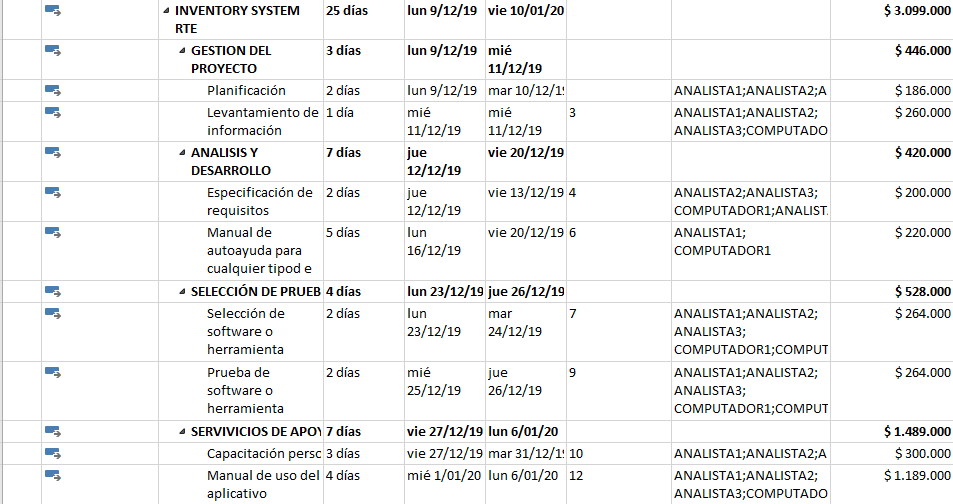 INVENTORY SYSTEM RTE 25 días lun 9/12/19 vie 10/01/20 $ 3.099.000
GESTION DEL PROYECTO 3 días lun 9/12/19 mié 11/12/19 $ 446.000
Planificación 2 días lun 9/12/19 mar 10/12/19 ANALISTA1;ANALISTA2;A $ 186.000
Levantamiento de información 1 día mié 11/12/19 mié 11/12/19 3 ANALISTA1;ANALISTA2; ANALISTA3;COMPUTADO $ 260.000
ANALISIS Y DESARROLLO 7 días jue 12/12/19 vie 20/12/19 $ 420.000
Especificación de requisitos 2 días jue 12/12/19 vie 13/12/19 4 ANALISTA2;ANALISTA3; COMPUTADOR1;ANALIST. $ 200.000
Manual de autoayuda para cualquier tipod e 5 días lun 16/12/19 vie 20/12/19 6 ANALISTA1; COMPUTADOR1 $ 220.000
SELECCIÓN DE PRUEB 4 días lun 23/12/19 jue 26/12/19 $ 528.000
Selección de software o herramienta 2 días lun 23/12/19 mar 24/12/19 7 ANALISTA1;ANALISTA2; ANALISTA3; COMPUTADOR1;COMPUT $ 264.000
Prueba de software o herramienta 2 días mié 25/12/19 jue 26/12/19 9 ANALISTA1;ANALISTA2; ANALISTA3; COMPUTADOR1;COMPUT $ 264.000
SERVIVICIOS DE APOY 7 días vie 27/12/19 lun 6/01/20 $ 1.489.000
Capacitación perso 3 días vie 27/12/19 mar 31/12/19 10 ANALISTA1;ANALISTA2;A $ 300.000
Manual de uso del aplicativo 4 días mié 1/01/20 lun 6/01/20 12 ANALISTA1;ANALISTA2; ANALISTA3;COMPUTADO $ 1.189.000